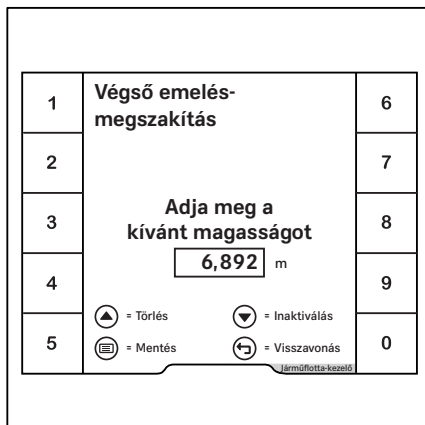 Végső emelés-
megszakítás
1
2
3
4
5
6
7
8
9
0
Adja meg a
kívánt magasságot
6,892 m
= Törlés
= Inaktiválás
= Mentés
= Visszavonás
Járműflotta-kezelő